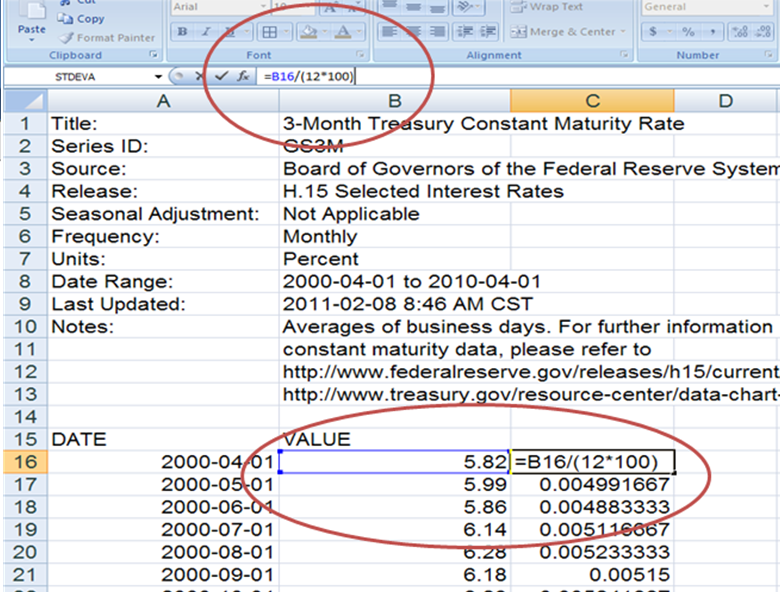 Cut Arial 10 A A Wrap Text General
Paste Copy
Format Painter B I U A Merge & Center $ % ,
Clipboard Font Alignment Number
STDEVA fx =B16/(12*100)
A B C D
1 Title: 3-Month Treasury Constant Maturity Rate
2 Series ID: GS3M
3 Source: Board of Governors of the Federal Reserve System
4 Release: H.15 Selected Interest Rates
5 Seasonal Adjustment: Not Applicable
6 Frequency: Monthly
7 Units: Percent
8 Date Range: 2000-04-01 to 2010-04-01
9 Last Updated: 2011-02-08 8:46 AM CST
10 Notes: Averages of business days. For further information
11 constant maturity data, please refer to
12 http://www.federalreserve.gov/releases/h15/current
13 http://www.treasury.gov/resource-center/data-chart-
14
15 DATE VALUE
16 2000-04-01 5.82 =B16/(12*100)
17 2000-05-01 5.99 0.004991667
18 2000-06-01 5.86 0.004883333
19 2000-07-01 6.14 0.005116667
20 2000-08-01 6.28 0.005233333
21 2000-09-01 6.18 0.00515